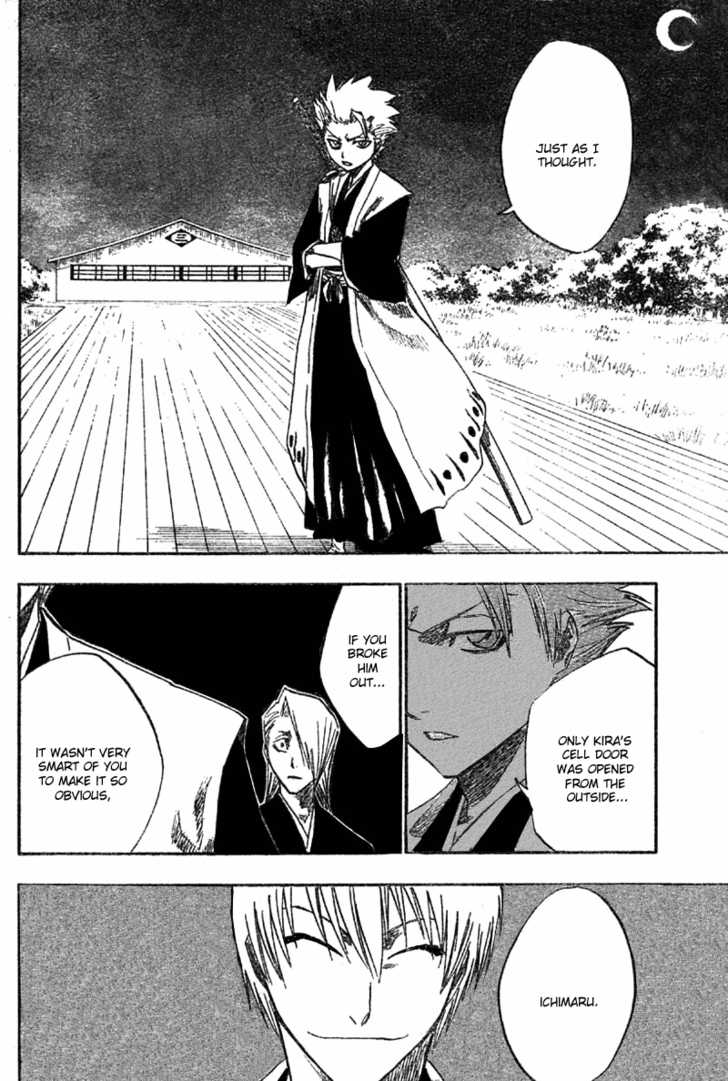 JUST AS I
THOUGHT.
ONLY KIRA'S
CELL DOOR
WAS OPENED
FROM THE
OUTSIDE...
IF YOU
BROKE
HIM
OUT...
IT WASN'T VERY
SMART OF YOU
TO MAKE IT SO
OBVIOUS,
ICHIMARU.